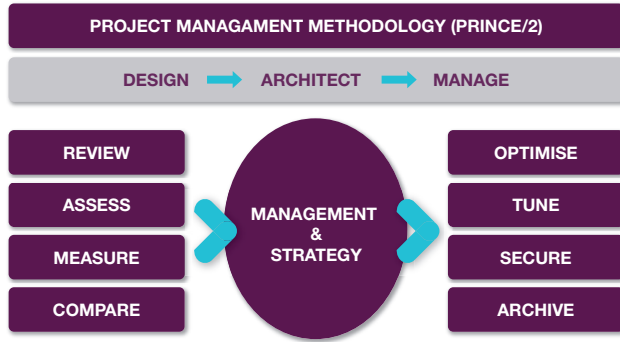 PROJECT MANAGAMENT METHODOLOGY (PRINCE/2)
DESIGN ARCHITECT MANAGE
REVIEW
ASSESS
MEASURE
COMPARE
MANAGEMENT
&
STRATEGY
OPTIMISE
TUNE
SECURE
ARCHIVE